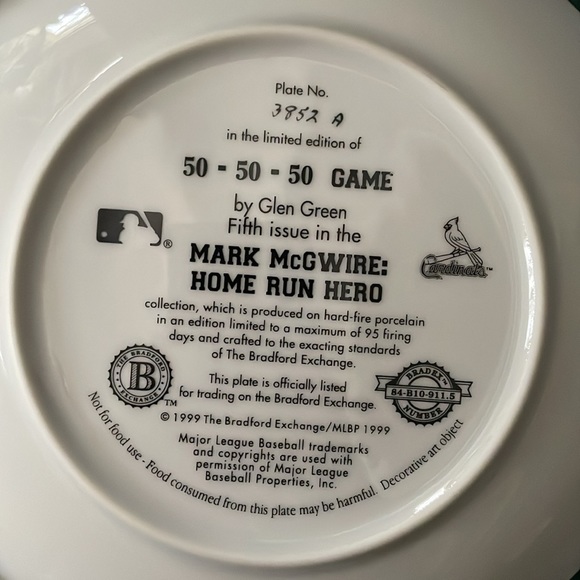 Plate No.
3852 A
in the limited edition of
50 - 50 - 50 GAME
by Glen Green
Fifth issue in the
MARK McGWIRE:
HOME RUN HERO
collection, which is produced on hard-fire porcelain
in an edition limited to a maximum of 95 firing
days and crafted to the exacting standards
of The Bradford Exchange.
This plate is officially listed
for trading on the Bradford Exchange.
© 1999 The Bradford Exchange/MLBP 1999
Major League Baseball trademarks
and copyrights are used with
permission of Major League
Baseball Properties, Inc.
Not for food use - Food consumed from this plate may be harmful. Decorative art object
®
Cardinals ™
THE BRADFORD
B
EXCHANGE
TM
BRADEX™
84-B10-911.5
NUMBER